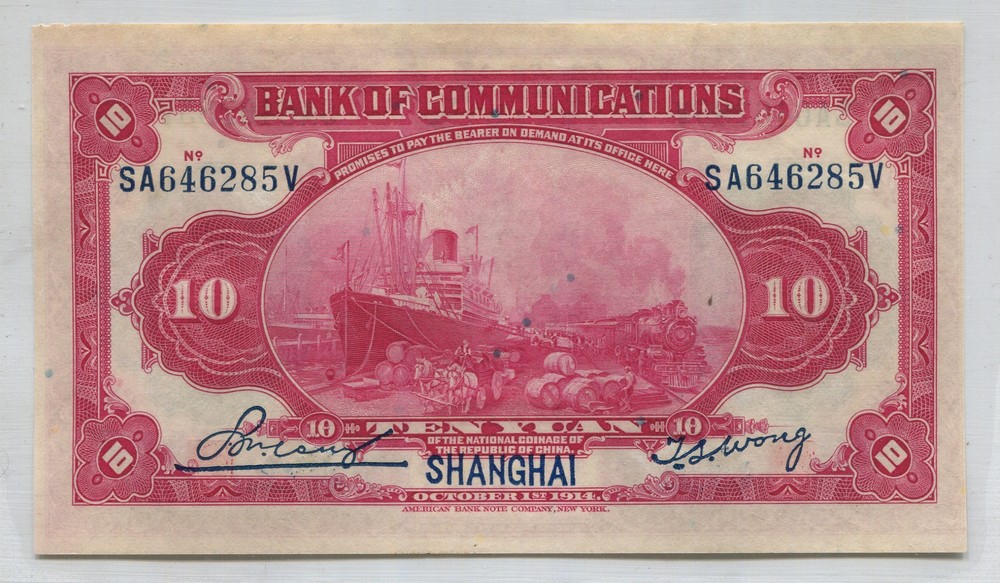 10 BANK OF COMMUNICATIONS 10
PROMISES TO PAY THE BEARER ON DEMAND AT ITS OFFICE HERE
Nº Nº
SA646285V SA646285V
10 10
10 TEN YUAN 10
OF THE NATIONAL COINAGE OF
THE REPUBLIC OF CHINA.
T.S. Wong
SHANGHAI
10 10
OCTOBER 1ST 1914.
AMERICAN BANK NOTE COMPANY, NEW YORK.